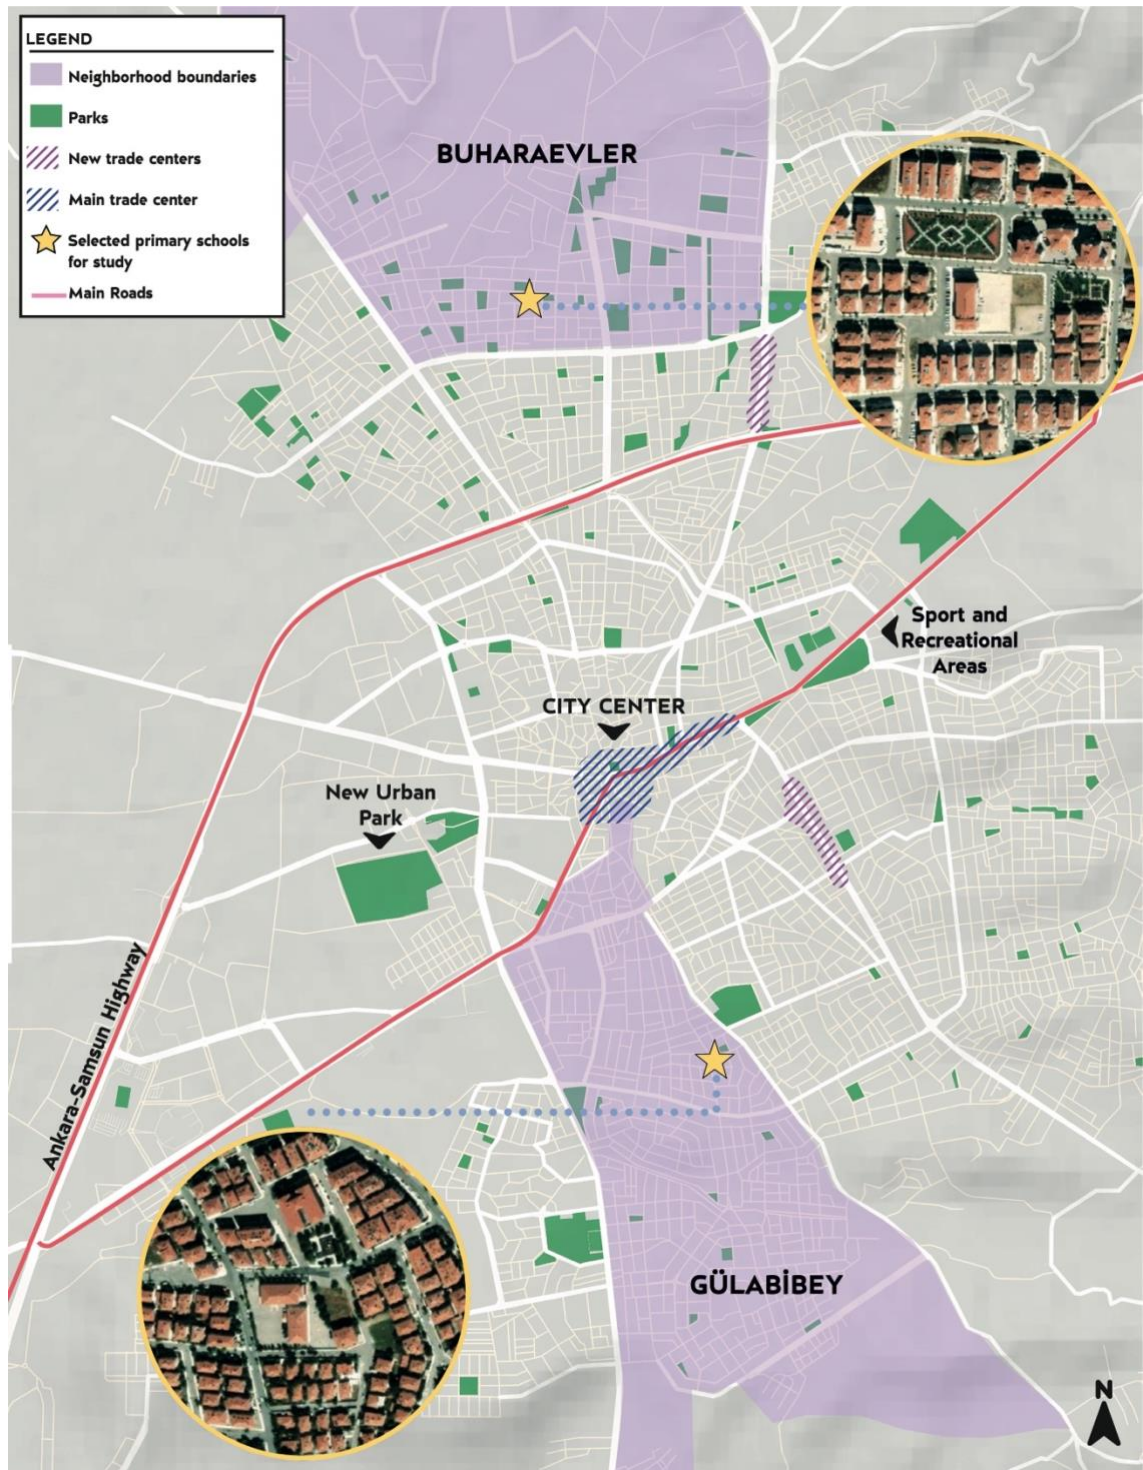 LEGEND
Neighborhood boundaries
Parks
New trade centers
Main trade center
Selected primary schools
for study
Main Roads
BUHARAEVLER
Sport and
Recreational
Areas
CITY CENTER
New Urban
Park
Ankara-Samsun Highway
GÜLABİBEY
N